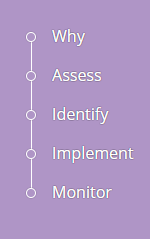 Why
Assess
Identify
Implement
Monitor